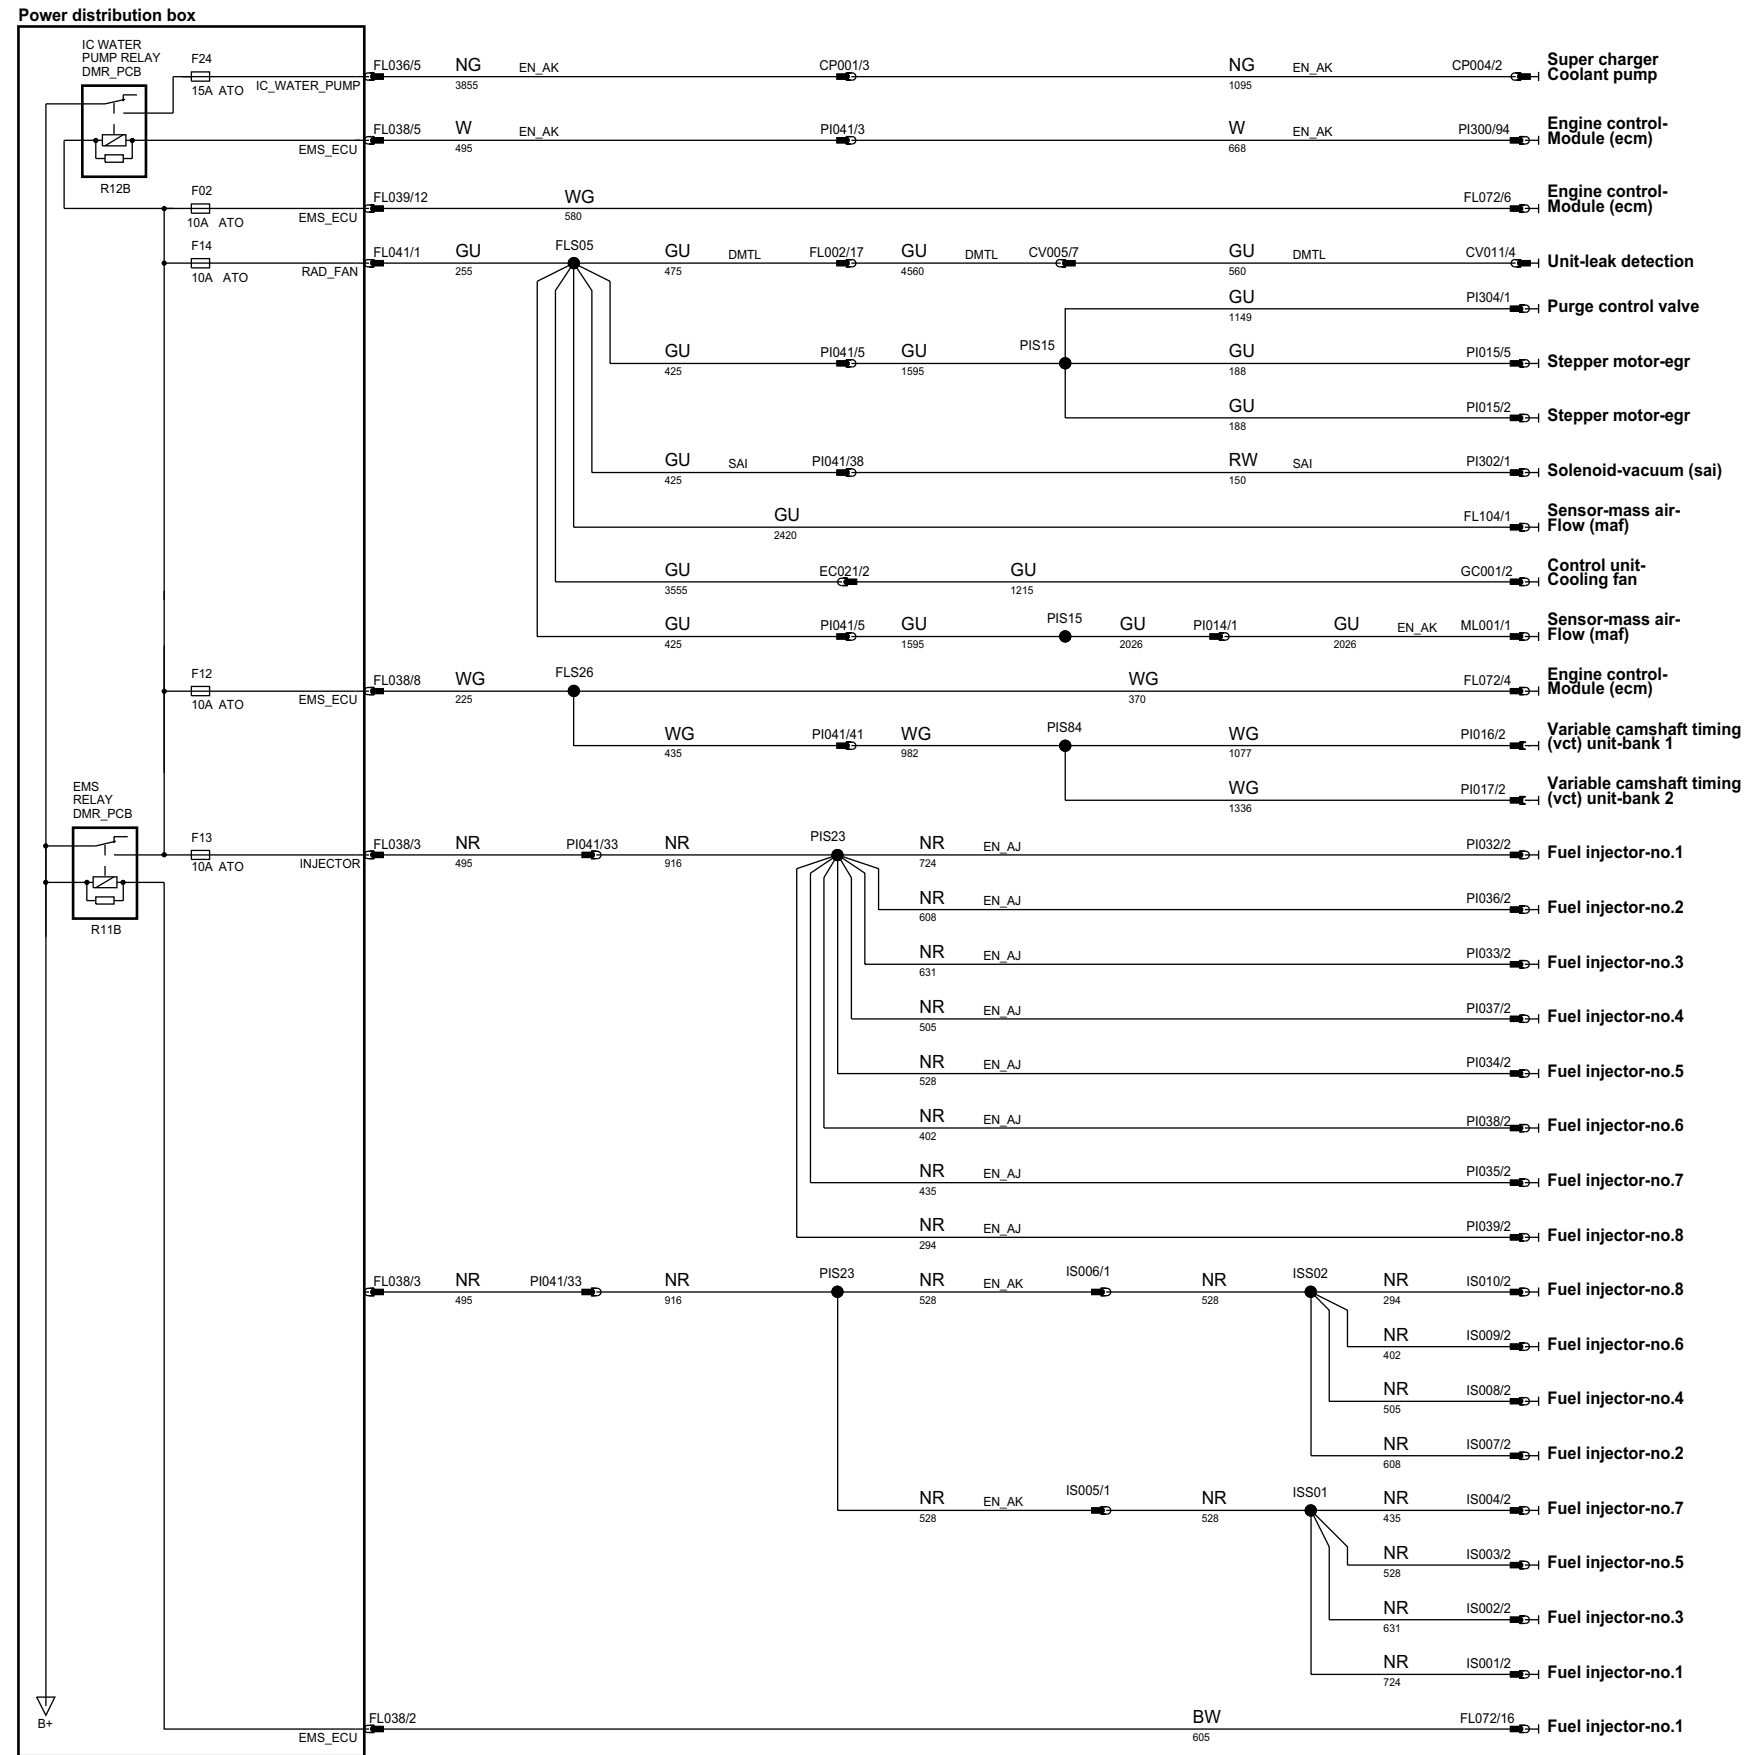 Power distribution box
IC WATER
PUMP RELAY
DMR_PCB
F24
15A ATO
IC_WATER_PUMP
FL036/5
NG
3855
EN_AK
CP001/3
NG
1095
EN_AK
CP004/2
Super charger
Coolant pump
R12B
EMS_ECU
FL038/5
W
495
EN_AK
PI041/3
W
668
EN_AK
PI300/94
Engine control-
Module (ecm)
F02
10A ATO
EMS_ECU
FL039/12
WG
580
FL072/6
Engine control-
Module (ecm)
F14
10A ATO
RAD_FAN
FL041/1
GU
255
FLS05
GU
475
DMTL
FL002/17
GU
4560
DMTL
CV005/7
GU
560
DMTL
CV011/4
Unit-leak detection
GU
1149
PI304/1
Purge control valve
GU
425
PI041/5
GU
1595
PIS15
GU
188
PI015/5
Stepper motor-egr
GU
188
PI015/2
Stepper motor-egr
GU
425
SAI
PI041/38
RW
150
SAI
PI302/1
Solenoid-vacuum (sai)
GU
2420
FL104/1
Sensor-mass air-
Flow (maf)
GU
3555
EC021/2
GU
1215
GC001/2
Control unit-
Cooling fan
GU
425
PI041/5
GU
1595
PIS15
GU
2026
PI014/1
GU
2026
EN_AK
ML001/1
Sensor-mass air-
Flow (maf)
F12
10A ATO
EMS_ECU
FL038/8
WG
225
FLS26
WG
370
FL072/4
Engine control-
Module (ecm)
WG
435
PI041/41
WG
982
PIS84
WG
1077
PI016/2
Variable camshaft timing
(vct) unit-bank 1
WG
1336
PI017/2
Variable camshaft timing
(vct) unit-bank 2
EMS
RELAY
DMR_PCB
R11B
F13
10A ATO
INJECTOR
FL038/3
NR
495
PI041/33
NR
916
PIS23
NR
724
EN_AJ
PI032/2
Fuel injector-no.1
NR
608
EN_AJ
PI036/2
Fuel injector-no.2
NR
631
EN_AJ
PI033/2
Fuel injector-no.3
NR
505
EN_AJ
PI037/2
Fuel injector-no.4
NR
528
EN_AJ
PI034/2
Fuel injector-no.5
NR
402
EN_AJ
PI038/2
Fuel injector-no.6
NR
435
EN_AJ
PI035/2
Fuel injector-no.7
NR
294
EN_AJ
PI039/2
Fuel injector-no.8
FL038/3
NR
495
PI041/33
NR
916
PIS23
NR
528
EN_AK
IS006/1
NR
528
ISS02
NR
294
IS010/2
Fuel injector-no.8
NR
402
IS009/2
Fuel injector-no.6
NR
505
IS008/2
Fuel injector-no.4
NR
608
IS007/2
Fuel injector-no.2
NR
528
EN_AK
IS005/1
NR
528
ISS01
NR
435
IS004/2
Fuel injector-no.7
NR
528
IS003/2
Fuel injector-no.5
NR
631
IS002/2
Fuel injector-no.3
NR
724
IS001/2
Fuel injector-no.1
B+
EMS_ECU
FL038/2
BW
605
FL072/16
Fuel injector-no.1